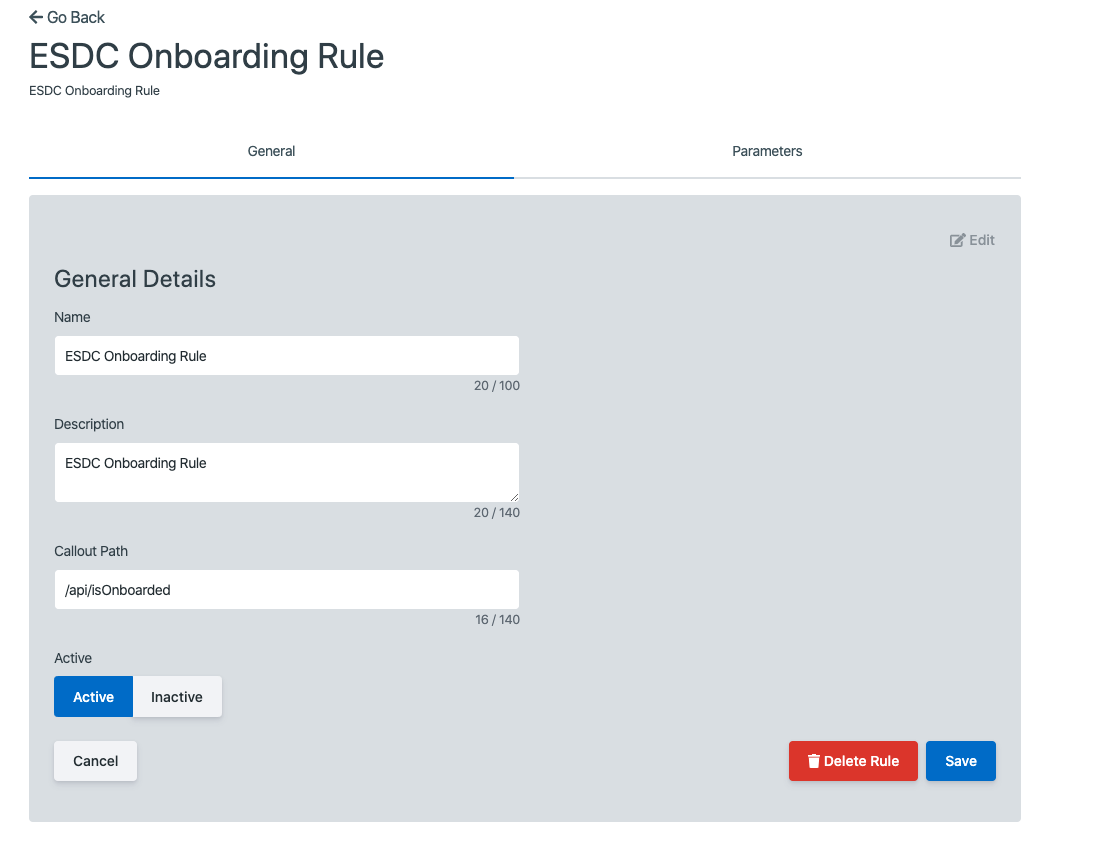 Go Back
ESDC Onboarding Rule
ESDC Onboarding Rule
General
Parameters
Edit
General Details
Name
ESDC Onboarding Rule
20 / 100
Description
ESDC Onboarding Rule
20 / 140
Callout Path
/api/isOnboarded
16 / 140
Active
Active
Inactive
Cancel
Delete Rule
Save